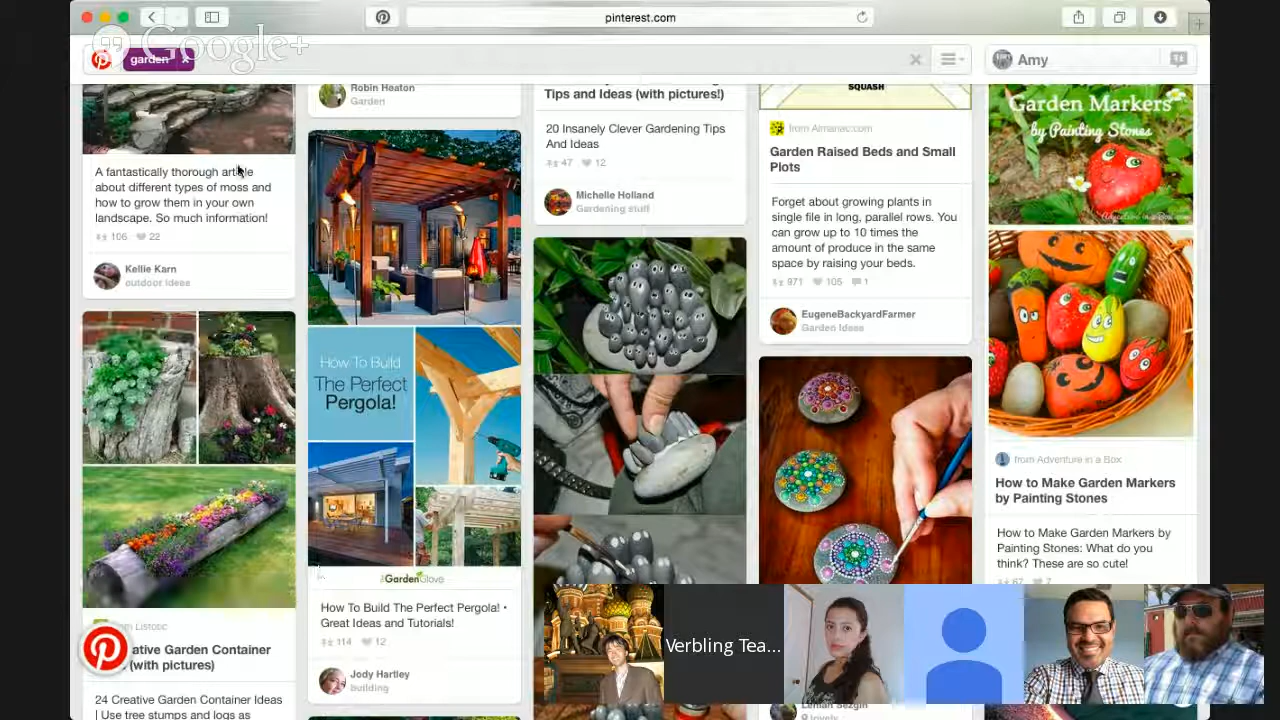 pinterest.com
Google+
garden
Amy
A fantastically thorough article
about different types of moss and
how to grow them in your own
landscape. So much information!
106 22
Kellie Karn
outdoor ideas
ative Garden Container
(with pictures)
24 Creative Garden Container Ideas
| Use tree stumps and logs as
Robin Heaton
Garden
How To Build
The Perfect
Pergola!
GardenGlove
How To Build The Perfect Pergola! •
Great Ideas and Tutorials!
114 12
Jody Hartley
building
Tips and Ideas (with pictures!)
20 Insanely Clever Gardening Tips
And Ideas
47 12
Michelle Holland
Gardening stuff
SQUASH
from Almanac.com
Garden Raised Beds and Small
Plots
Forget about growing plants in
single file in long, parallel rows. You
can grow up to 10 times the
amount of produce in the same
space by raising your beds.
971 105 1
EugeneBackyardFarmer
Garden Ideas
Garden Markers
by Painting Stones
Adventure in a Box.com
from Adventure in a Box
How to Make Garden Markers
by Painting Stones
How to Make Garden Markers by
Painting Stones: What do you
think? These are so cute!
67 7
Verbling Tea...